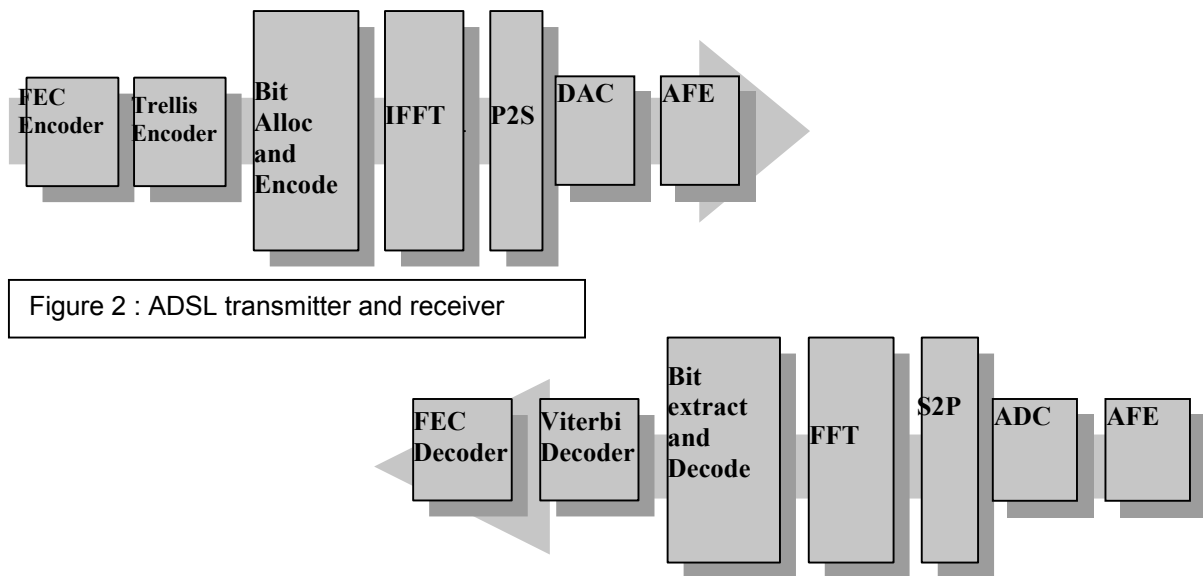 FEC
Encoder
Trellis
Encoder
Bit
Alloc
and
Encode
IFFT
P2S
DAC
AFE
Figure 2 : ADSL transmitter and receiver
FEC
Decoder
Viterbi
Decoder
Bit
extract
and
Decode
FFT
S2P
ADC
AFE